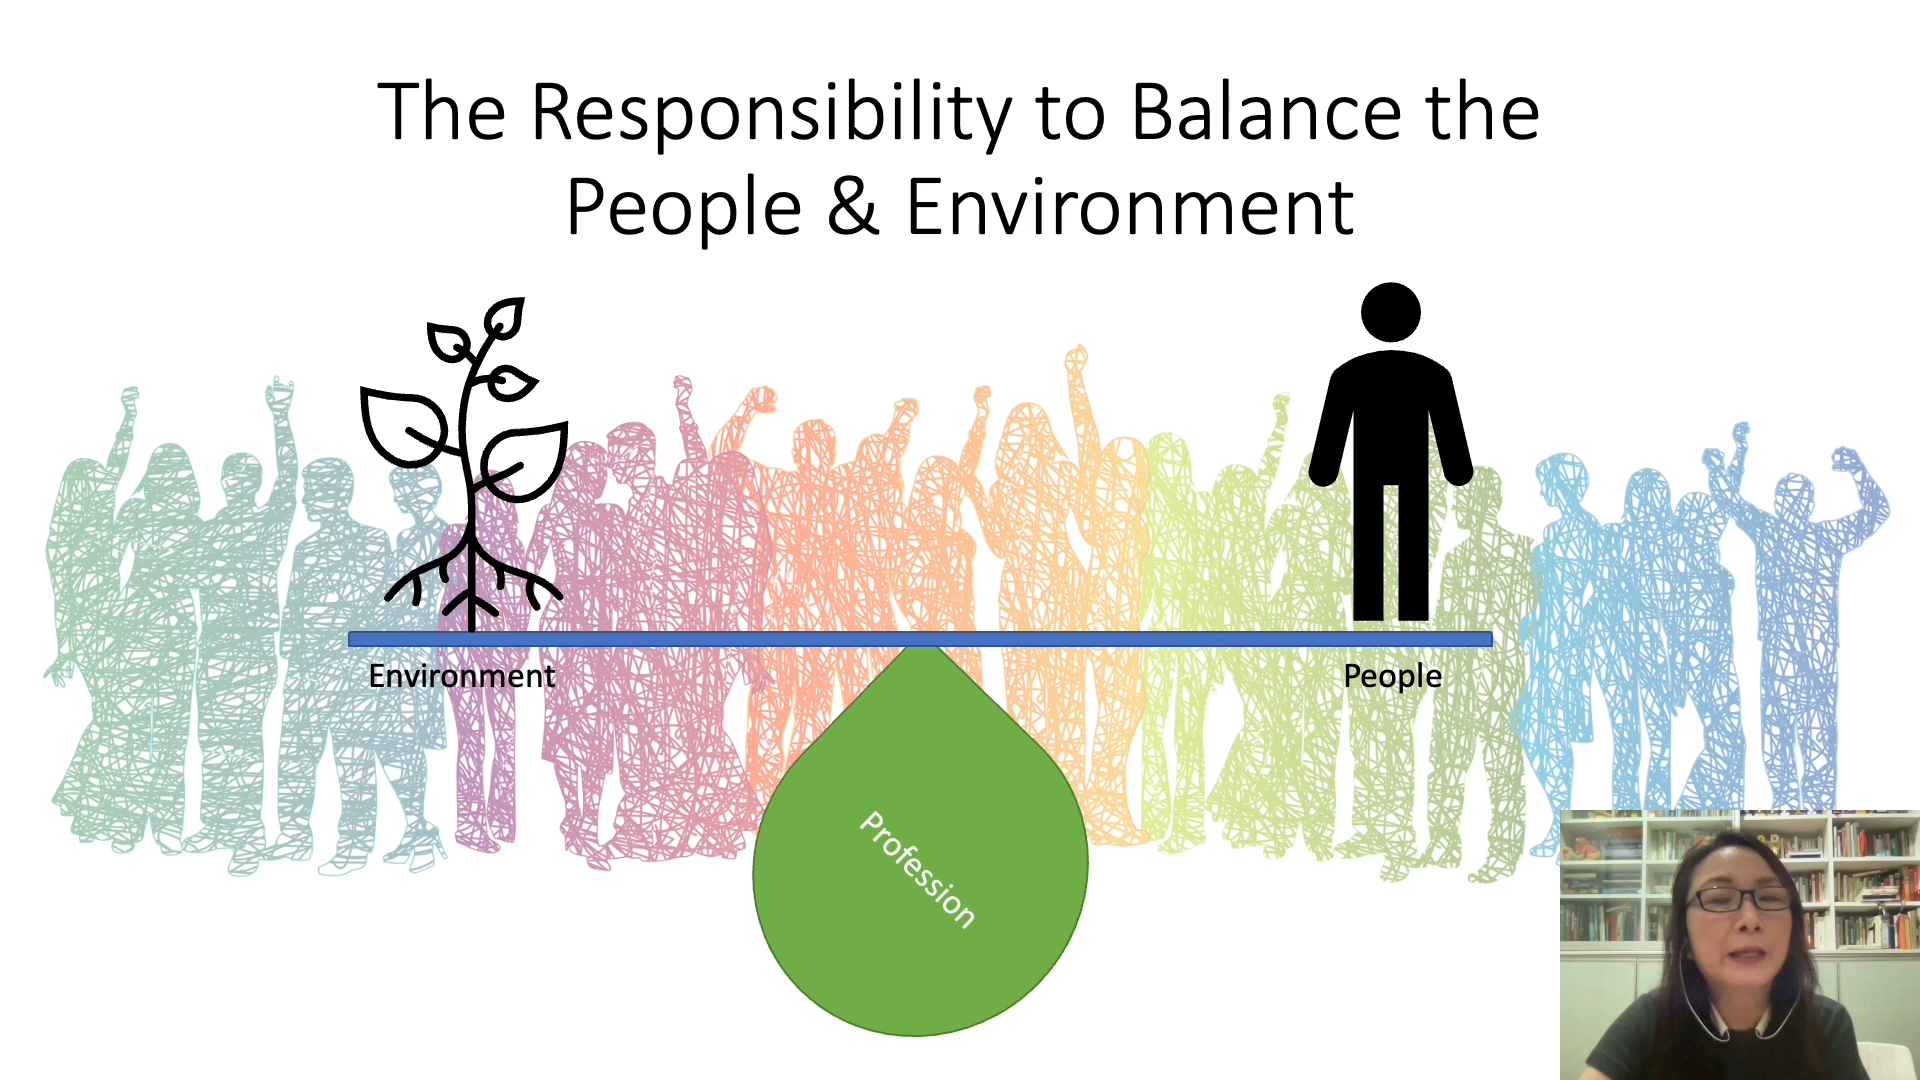 The Responsibility to Balance the
People & Environment
Environment
People
Profession